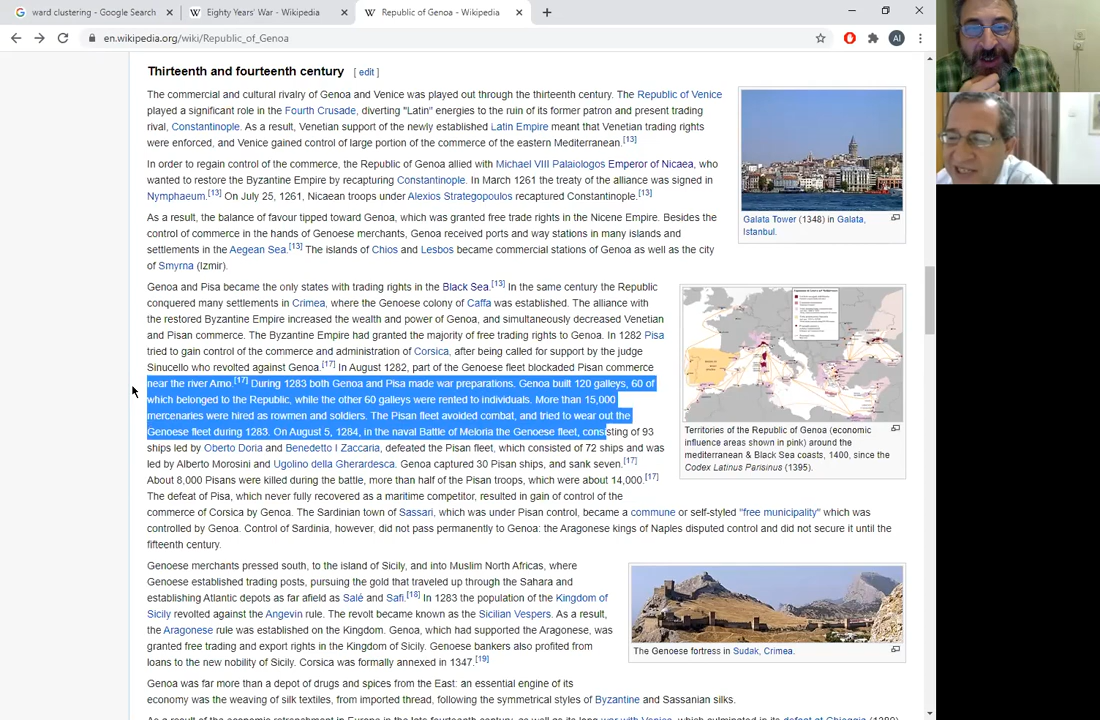 ward clustering - Google Search
Eighty Years' War - Wikipedia
Republic of Genoa - Wikipedia
en.wikipedia.org/wiki/Republic_of_Genoa
AI
Thirteenth and fourteenth century [ edit ]
The commercial and cultural rivalry of Genoa and Venice was played out through the thirteenth century. The Republic of Venice
played a significant role in the Fourth Crusade, diverting "Latin" energies to the ruin of its former patron and present trading
rival, Constantinople. As a result, Venetian support of the newly established Latin Empire meant that Venetian trading rights
were enforced, and Venice gained control of large portion of the commerce of the eastern Mediterranean.[13]
In order to regain control of the commerce, the Republic of Genoa allied with Michael VIII Palaiologos Emperor of Nicaea, who
wanted to restore the Byzantine Empire by recapturing Constantinople. In March 1261 the treaty of the alliance was signed in
Nymphaeum.[13] On July 25, 1261, Nicaean troops under Alexios Strategopoulos recaptured Constantinople.[13]
As a result, the balance of favour tipped toward Genoa, which was granted free trade rights in the Nicene Empire. Besides the
control of commerce in the hands of Genoese merchants, Genoa received ports and way stations in many islands and
settlements in the Aegean Sea.[13] The islands of Chios and Lesbos became commercial stations of Genoa as well as the city
of Smyrna (Izmir).
Galata Tower (1348) in Galata,
Istanbul.
Genoa and Pisa became the only states with trading rights in the Black Sea.[13] In the same century the Republic
conquered many settlements in Crimea, where the Genoese colony of Caffa was established. The alliance with
the restored Byzantine Empire increased the wealth and power of Genoa, and simultaneously decreased Venetian
and Pisan commerce. The Byzantine Empire had granted the majority of free trading rights to Genoa. In 1282 Pisa
tried to gain control of the commerce and administration of Corsica, after being called for support by the judge
Sinucello who revolted against Genoa.[17] In August 1282, part of the Genoese fleet blockaded Pisan commerce
near the river Arno.[17] During 1283 both Genoa and Pisa made war preparations. Genoa built 120 galleys, 60 of
which belonged to the Republic, while the other 60 galleys were rented to individuals. More than 15,000
mercenaries were hired as rowmen and soldiers. The Pisan fleet avoided combat, and tried to wear out the
Genoese fleet during 1283. On August 5, 1284, in the naval Battle of Meloria the Genoese fleet, consisting of 93
ships led by Oberto Doria and Benedetto I Zaccaria, defeated the Pisan fleet, which consisted of 72 ships and was
led by Alberto Morosini and Ugolino della Gherardesca. Genoa captured 30 Pisan ships, and sank seven.[17]
About 8,000 Pisans were killed during the battle, more than half of the Pisan troops, which were about 14,000.[17]
The defeat of Pisa, which never fully recovered as a maritime competitor, resulted in gain of control of the
commerce of Corsica by Genoa. The Sardinian town of Sassari, which was under Pisan control, became a commune or self-styled "free municipality" which was
controlled by Genoa. Control of Sardinia, however, did not pass permanently to Genoa: the Aragonese kings of Naples disputed control and did not secure it until the
fifteenth century.
Territories of the Republic of Genoa (economic
influence areas shown in pink) around the
mediterranean & Black Sea coasts, 1400, since the
Codex Latinus Parisinus (1395).
Genoese merchants pressed south, to the island of Sicily, and into Muslim North Africa, where
Genoese established trading posts, pursuing the gold that traveled up through the Sahara and
establishing Atlantic depots as far afield as Salé and Safi.[18] In 1283 the population of the Kingdom of
Sicily revolted against the Angevin rule. The revolt became known as the Sicilian Vespers. As a result,
the Aragonese rule was established on the Kingdom. Genoa, which had supported the Aragonese, was
granted free trading and export rights in the Kingdom of Sicily. Genoese bankers also profited from
loans to the new nobility of Sicily. Corsica was formally annexed in 1347.[19]
The Genoese fortress in Sudak, Crimea.
Genoa was far more than a depot of drugs and spices from the East: an essential engine of its
economy was the weaving of silk textiles, from imported thread, following the symmetrical styles of Byzantine and Sassanian silks.
As a result of the economic retrenchment in Europe in the late fourteenth century, as well as its long war with Venice, which culminated in its defeat at Chioggia (1380)